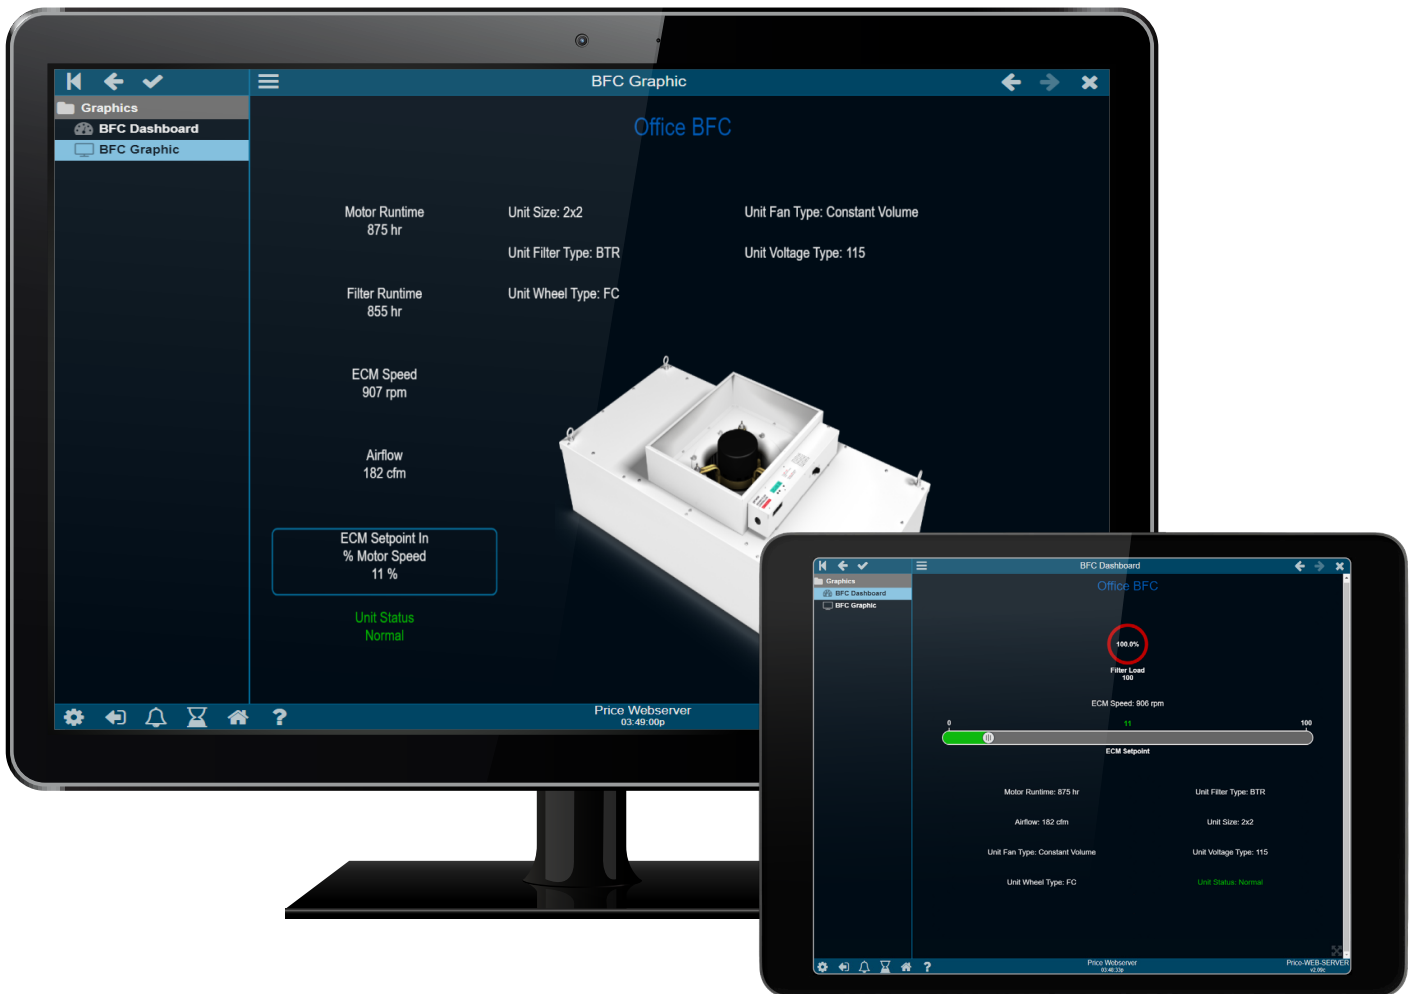 BFC Graphic
Graphics
BFC Dashboard
BFC Graphic
Office BFC
Motor Runtime
875 hr
Unit Size: 2x2
Unit Fan Type: Constant Volume
Unit Filter Type: BTR
Unit Voltage Type: 115
Filter Runtime
855 hr
Unit Wheel Type: FC
ECM Speed
907 rpm
Airflow
182 cfm
ECM Setpoint In
% Motor Speed
11 %
Unit Status
Normal
Price Webserver
03:49:00p
BFC Dashboard
Graphics
BFC Dashboard
BFC Graphic
Office BFC
100.0%
Filter Load
100
ECM Speed: 906 rpm
0
11
100
ECM Setpoint
Motor Runtime: 875 hr
Unit Filter Type: BTR
Airflow: 182 cfm
Unit Size: 2x2
Unit Fan Type: Constant Volume
Unit Voltage Type: 115
Unit Wheel Type: FC
Unit Status: Normal
Price Webserver
03:48:33p
Price-WEB-SERVER
v2.09c